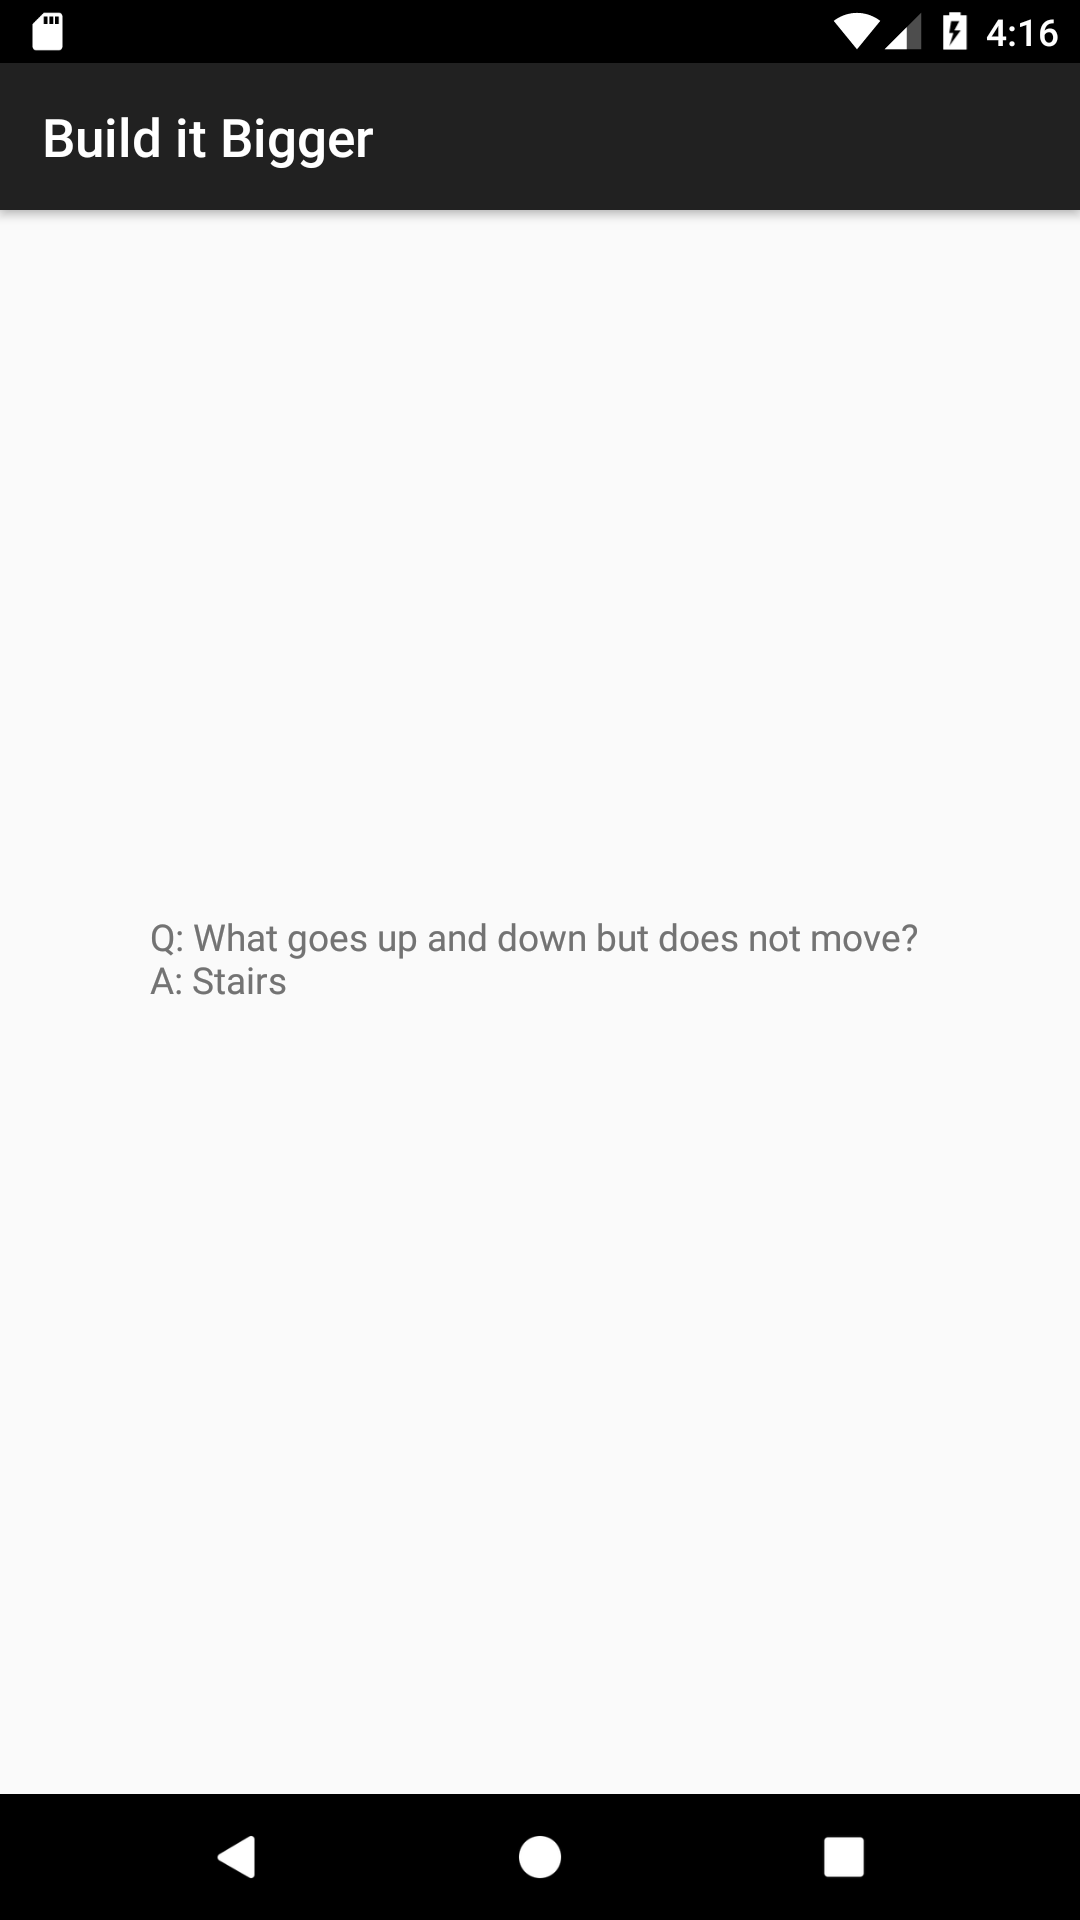 4:16
Build it Bigger
Q: What goes up and down but does not move?
A: Stairs